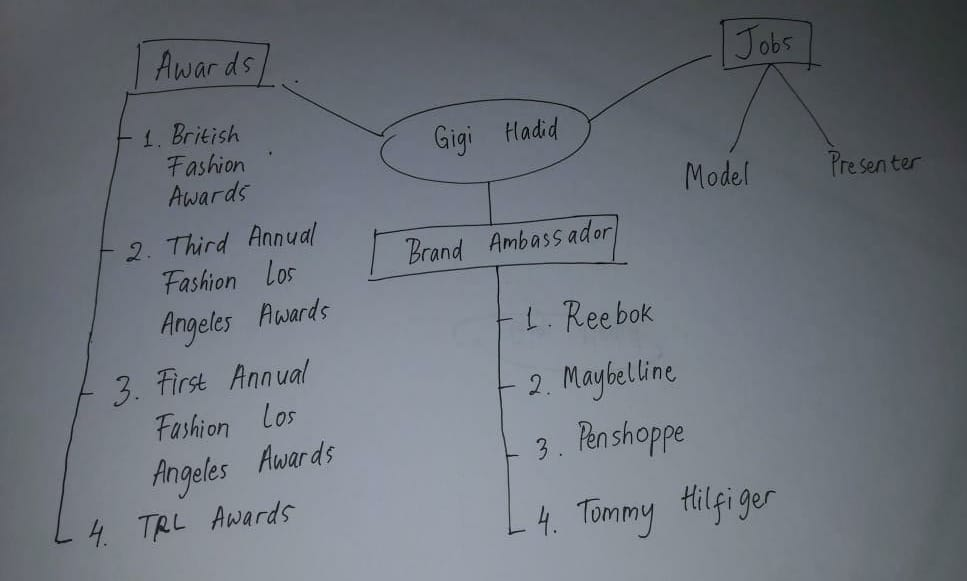 Awards
1. British
Fashion
Awards
2. Third Annual
Fashion Los
Angeles Awards
3. First Annual
Fashion Los
Angeles Awards
4. TRL Awards
Gigi Hadid
Brand Ambassador
1. Reebok
2. Maybelline
3. Penshoppe
4. Tommy Hilfiger
Jobs
Model
Presenter